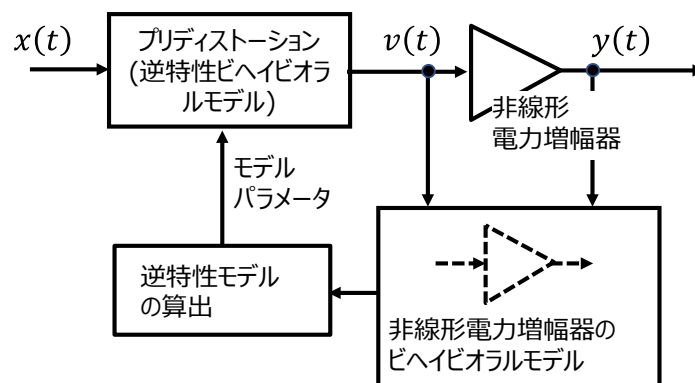 x(t)
プリディストーション
(逆特性ビヘイビオラ
ルモデル)
v(t)
y(t)
非線形
電力増幅器
モデル
パラメータ
逆特性モデル
の算出
非線形電力増幅器の
ビヘイビオラルモデル